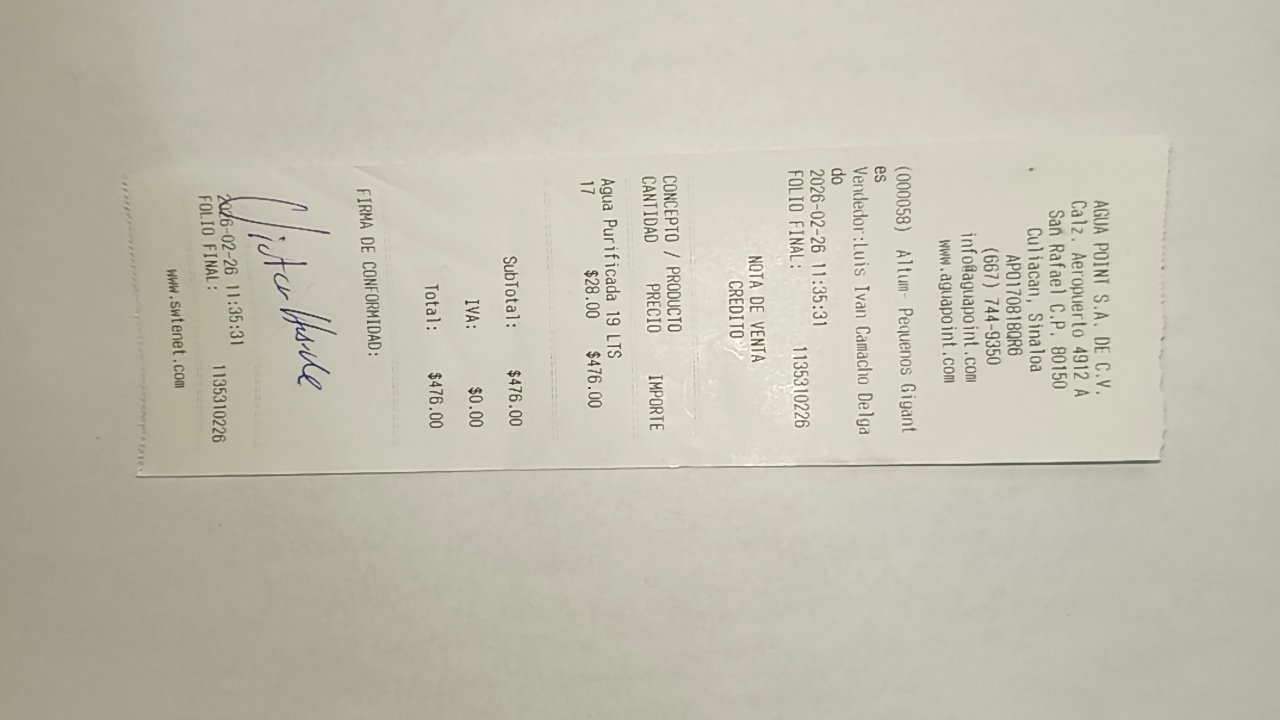 AGUA POINT S.A. DE C.V.
Calz. Aeropuerto 4912 A
San Rafael C.P. 80150
Culiacan, Sinaloa
APO170818QR6
(667) 744-9350
info@aguapoint.com
www.aguapoint.com
(000058) Altum- Pequenos Gigant
es
Vendedor:Luis Ivan Camacho Delga
do
2026-02-26 11:35:31
FOLIO FINAL: 1135310226
NOTA DE VENTA
CREDITO
CONCEPTO / PRODUCTO
CANTIDAD PRECIO IMPORTE
Agua Purificada 19 LTS
17 $28.00 $476.00
SubTotal: $476.00
IVA: $0.00
Total: $476.00
FIRMA DE CONFORMIDAD:
Victor
2026-02-26 11:35:31
FOLIO FINAL: 1135310226
www.swtenet.com